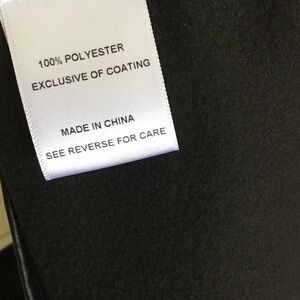 100% POLYESTER
EXCLUSIVE OF COATING
MADE IN CHINA
SEE REVERSE FOR CARE